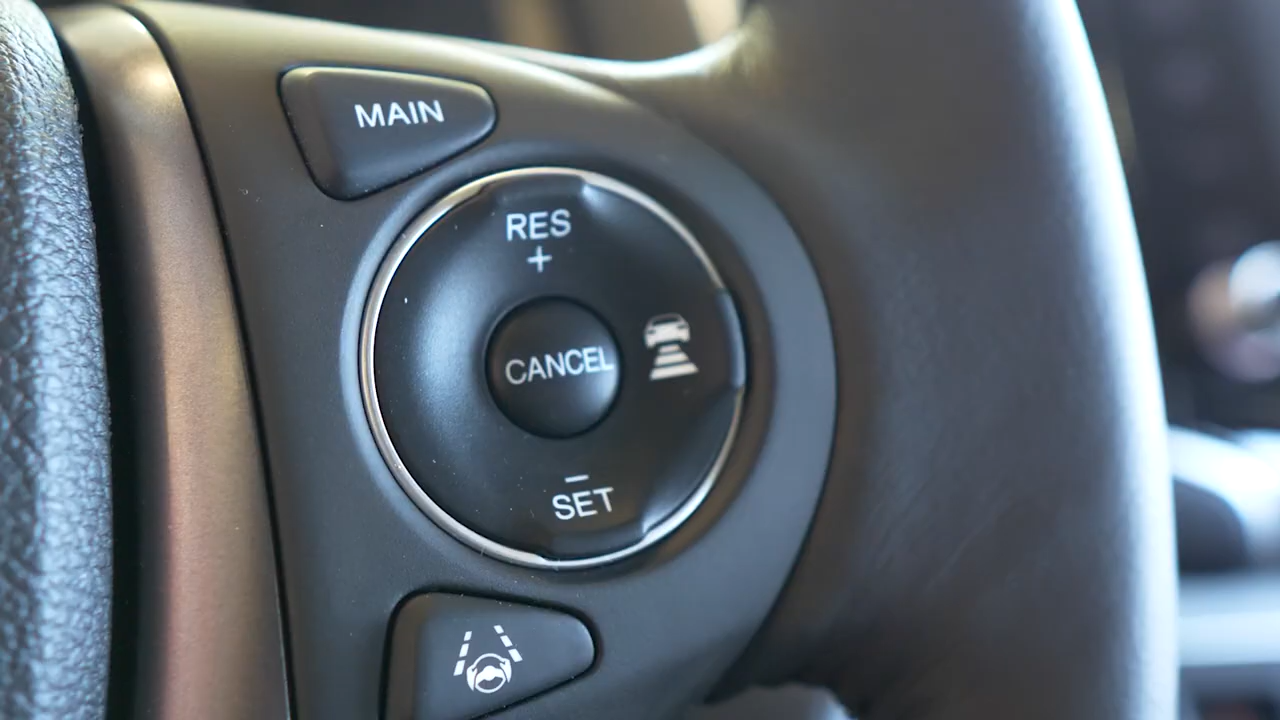 MAIN
RES
+
CANCEL
–
SET